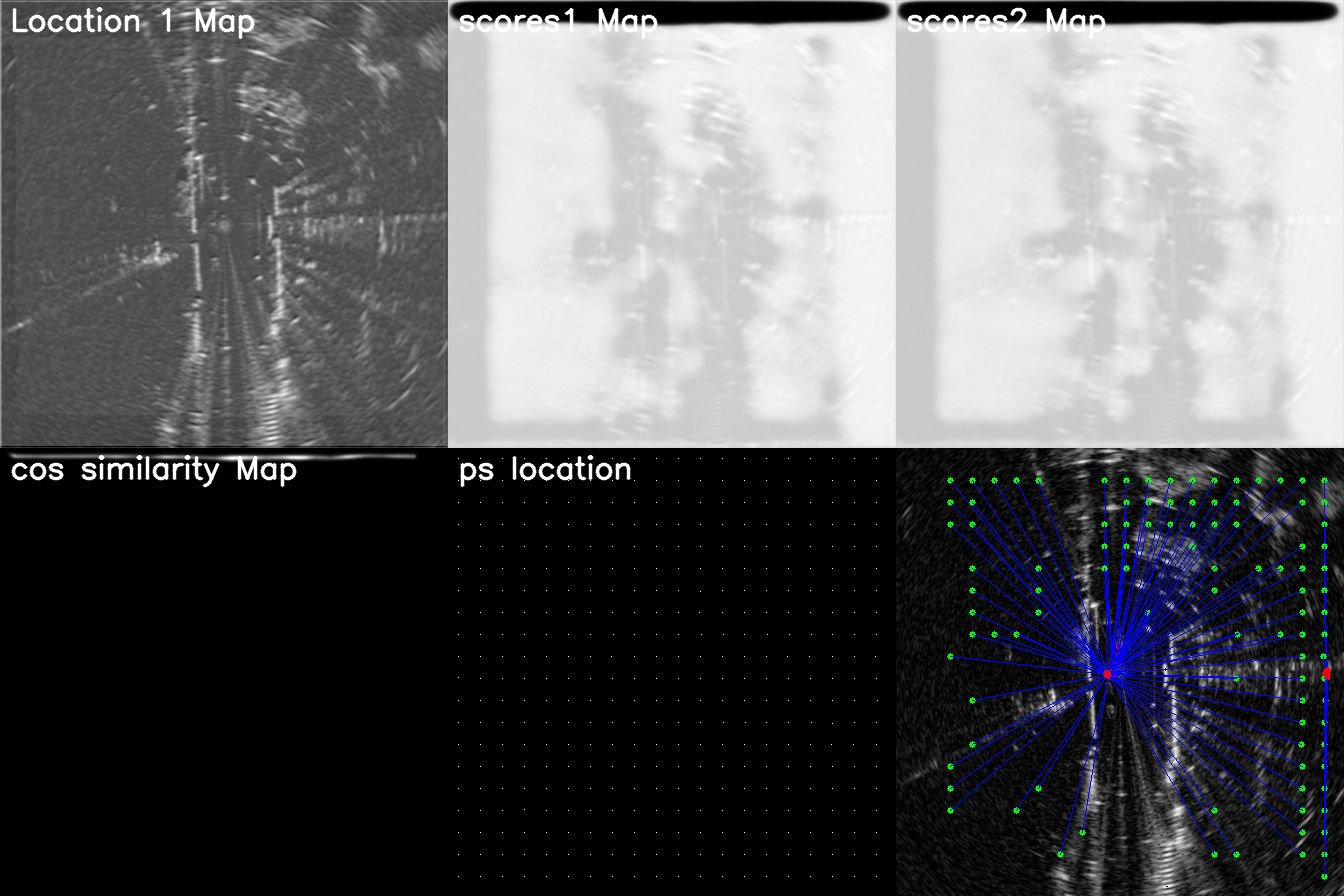 Location 1 Map
scores1 Map
scores2 Map
cos similarity Map
ps location